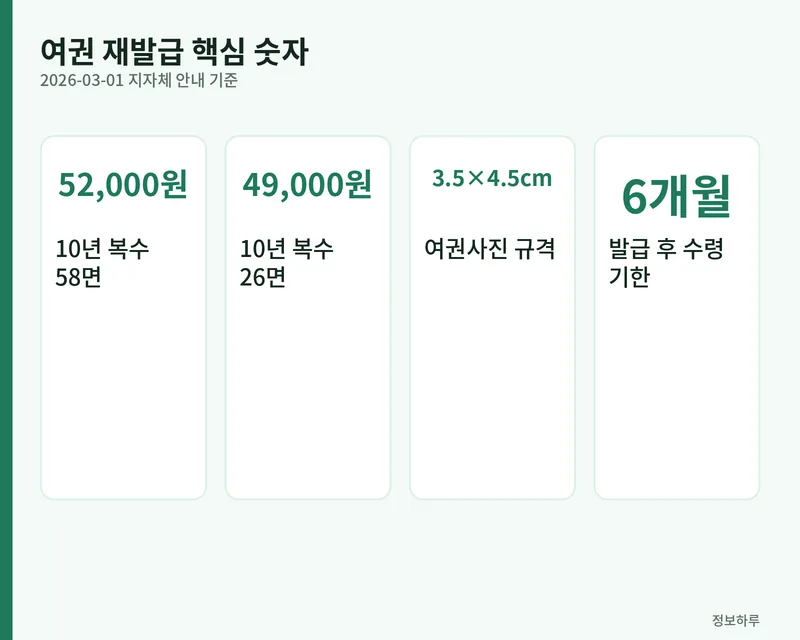 여권 재발급 핵심 숫자
2026-03-01 지자체 안내 기준
52,000원
10년 복수
58면
49,000원
10년 복수
26면
3.5×4.5cm
여권사진 규격
6개월
발급 후 수령
기한
정보하루